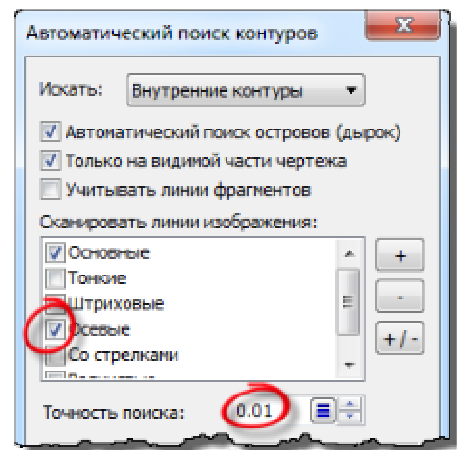 Автоматический поиск контуров
Искать: Внутренние контуры
Автоматический поиск островов (дырок)
Только на видимой части чертежа
Учитывать линии фрагментов
Сканировать линии изображения:
Основные
+
Тонкие
Штриховые
-
Осевые
+/-
Со стрелками
Точность поиска: 0.01